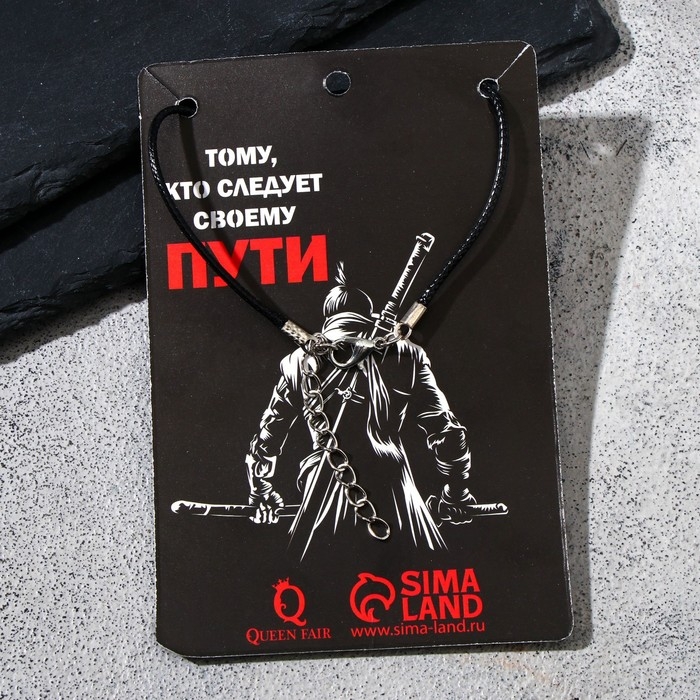 ТОМУ,
КТО СЛЕДУЕТ
СВОЕМУ
ПУТИ
QUEEN FAIR
SIMA
LAND
www.sima-land.ru